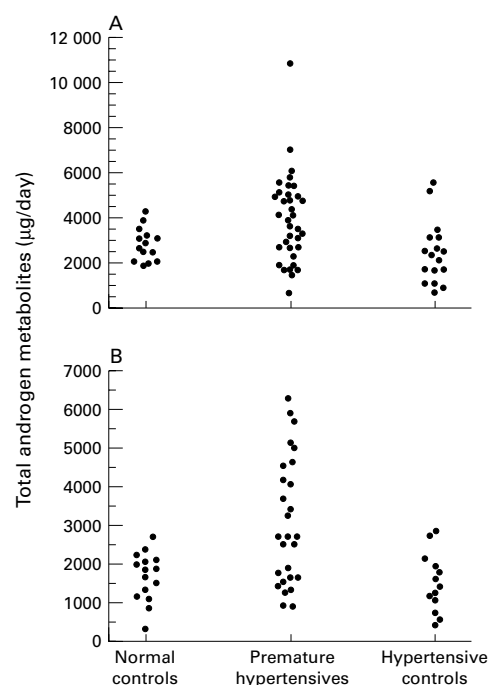 A
12 000
10 000
8000
6000
4000
2000
0
B
7000
6000
5000
4000
3000
2000
1000
0
Total androgen metabolites (µg/day)
Normal controls
Premature hypertensives
Hypertensive controls